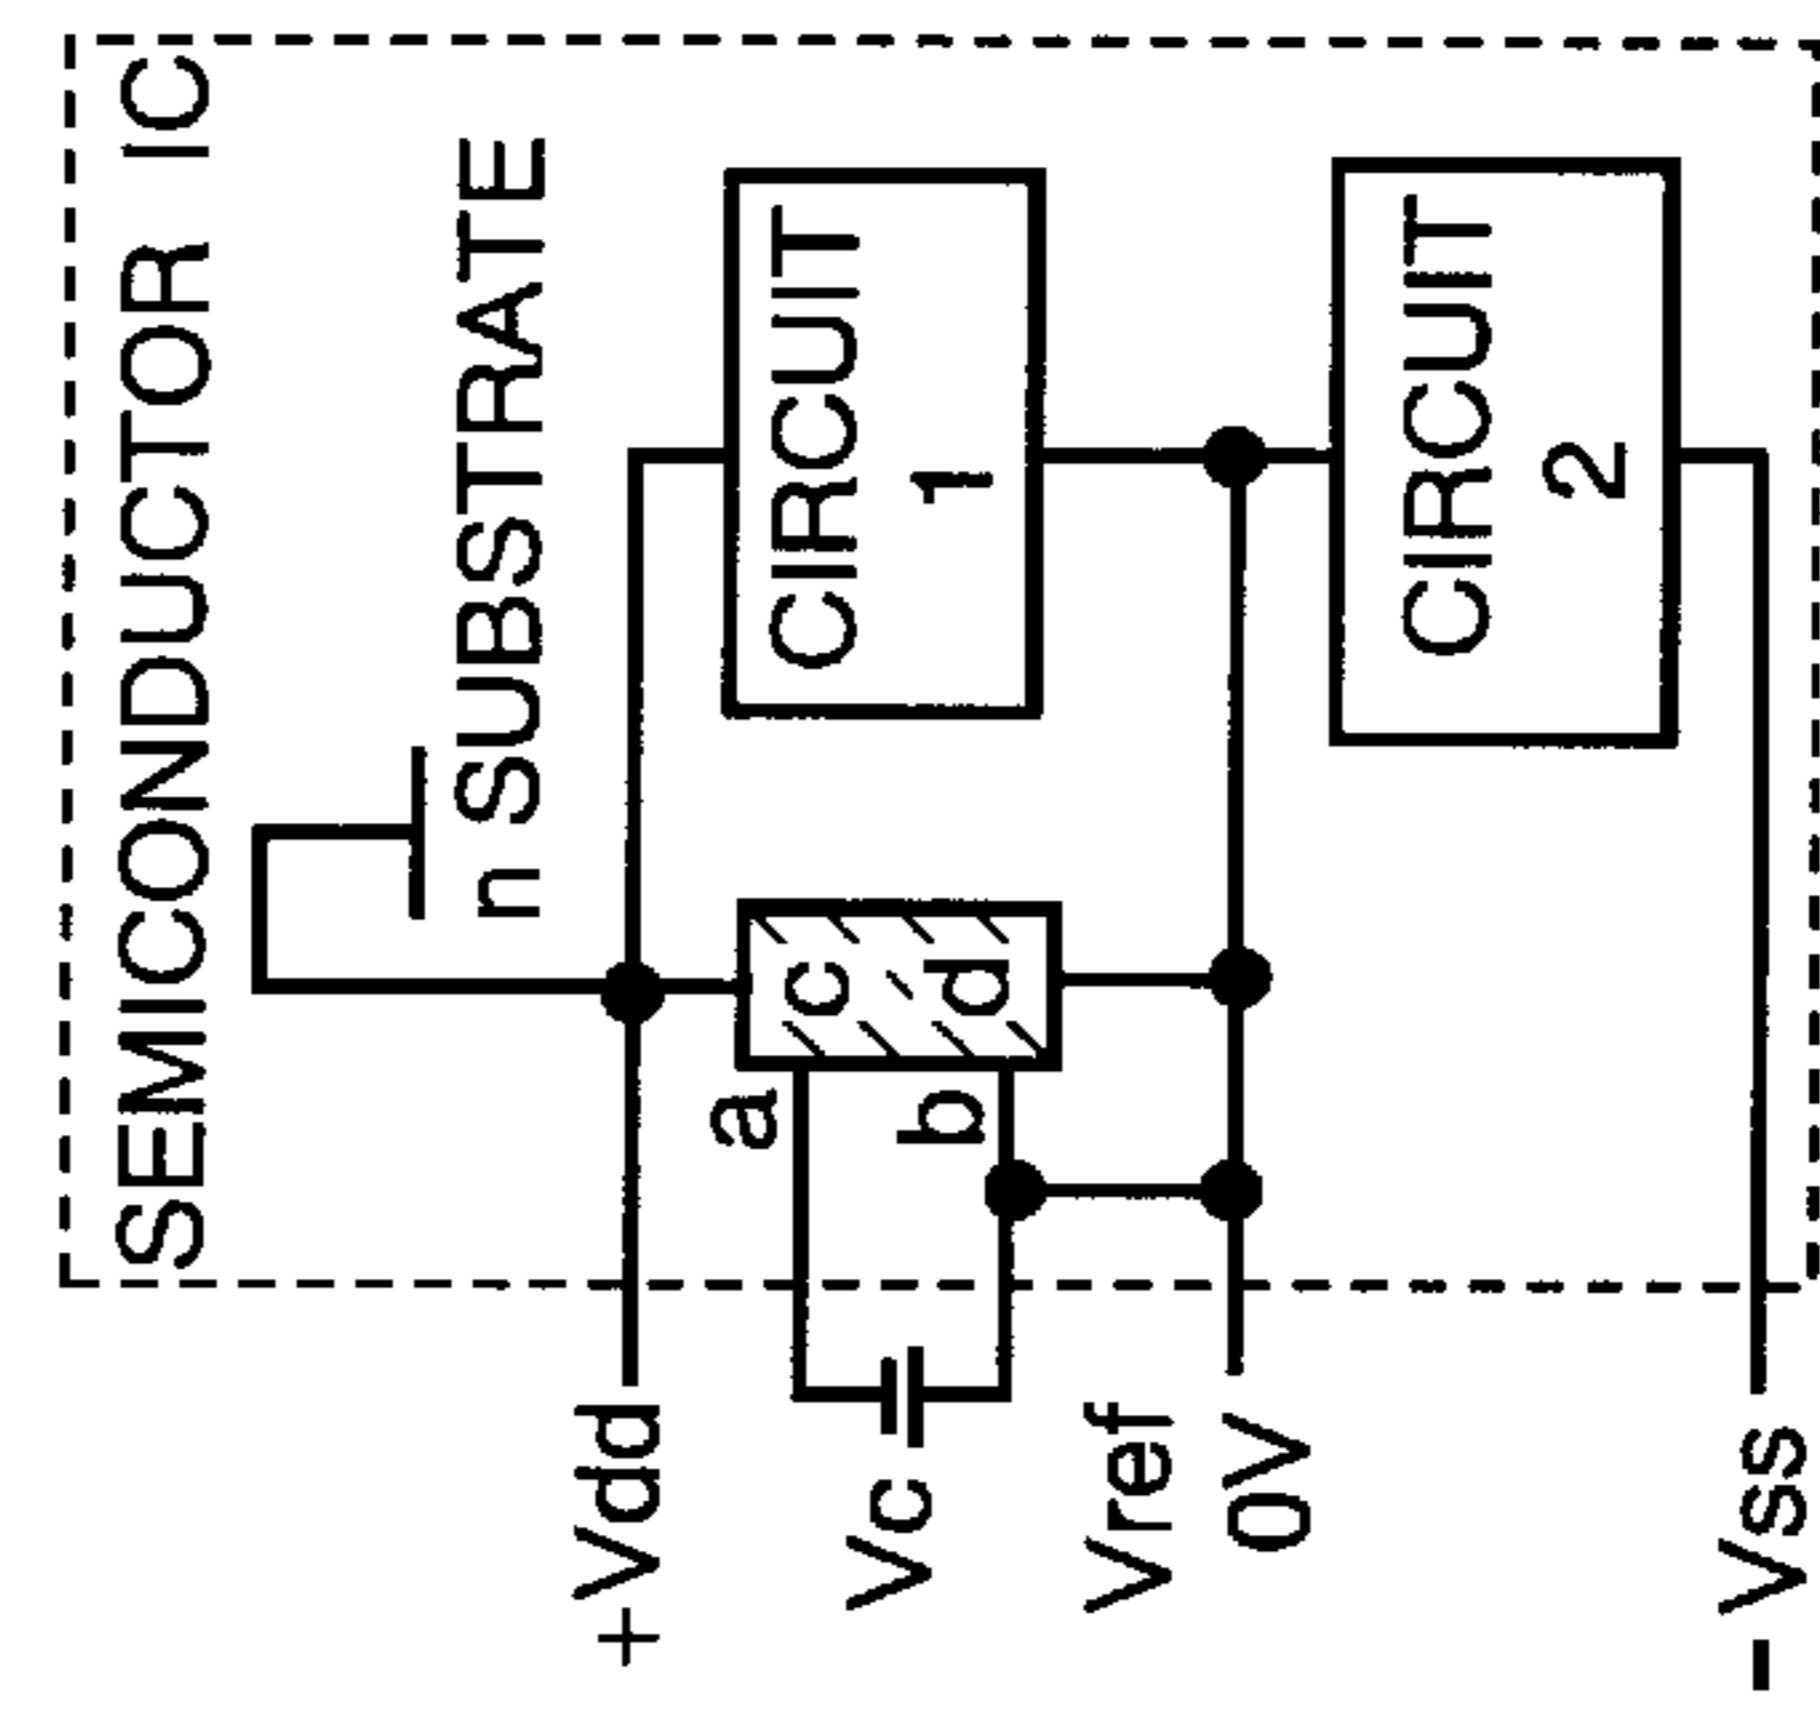 SEMICONDUCTOR IC
n SUBSTRATE
+Vdd
a
c
CIRCUIT
1
Vc
b
d
Vref
0V
CIRCUIT
2
-Vss